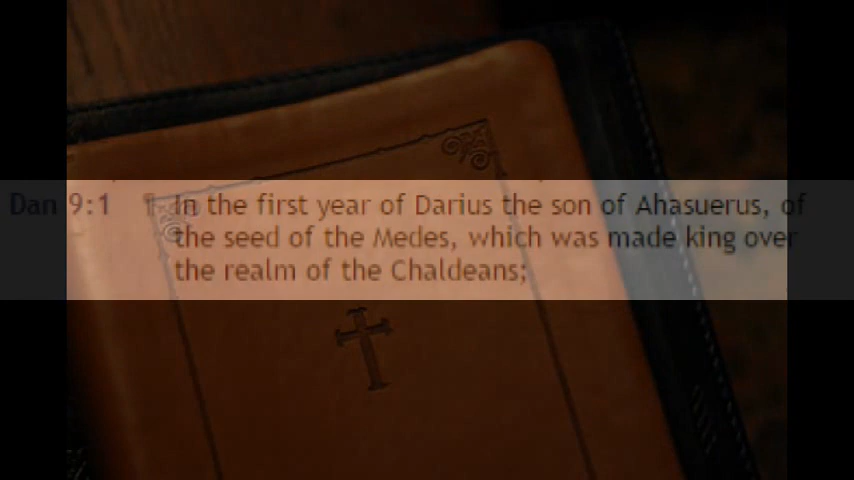 Dan 9:1 ¶ In the first year of Darius the son of Ahasuerus, of
the seed of the Medes, which was made king over
the realm of the Chaldeans;